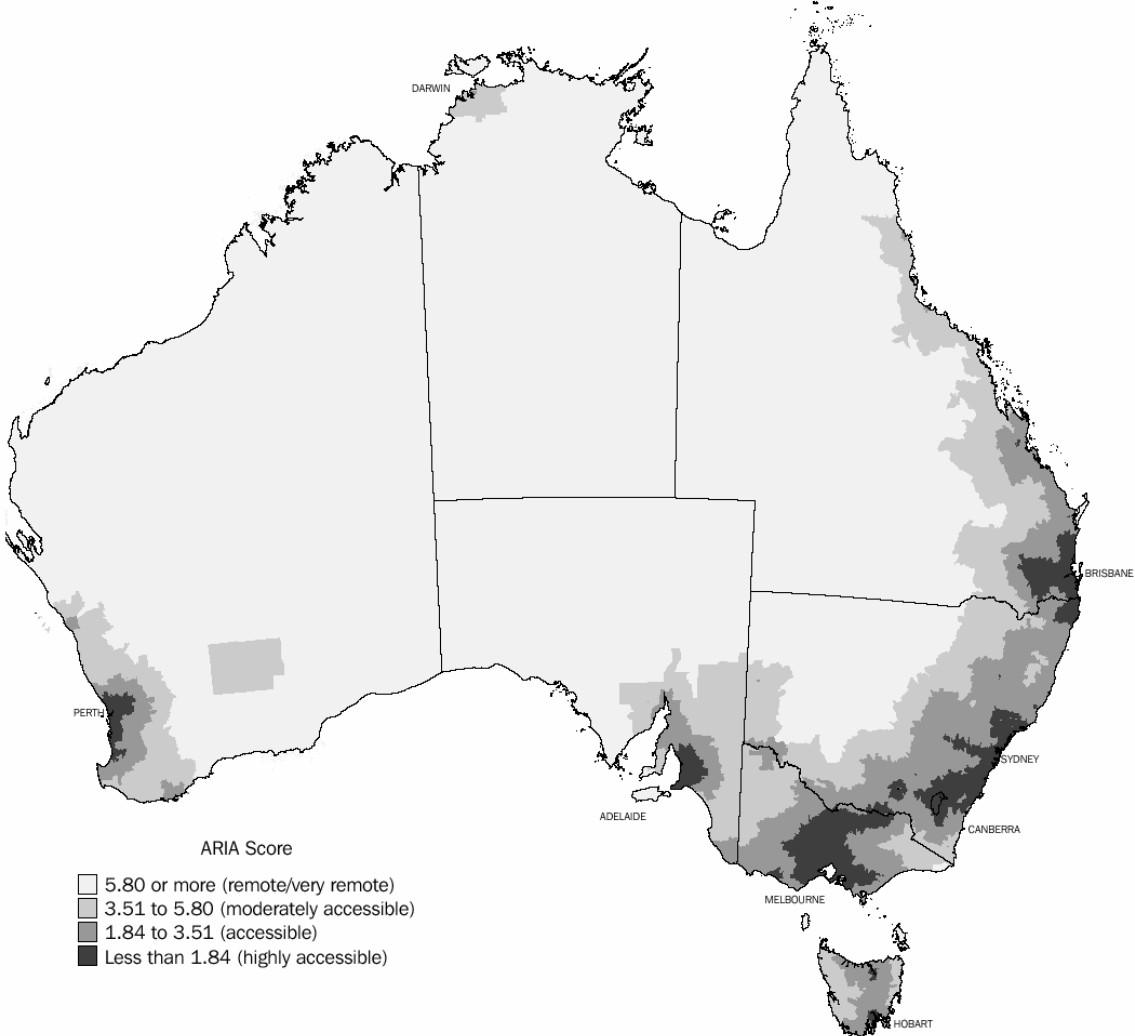 DARWIN
BRISBANE
PERTH
SYDNEY
ADELAIDE
CANBERRA
MELBOURNE
HOBART
ARIA Score
5.80 or more (remote/very remote)
3.51 to 5.80 (moderately accessible)
1.84 to 3.51 (accessible)
Less than 1.84 (highly accessible)